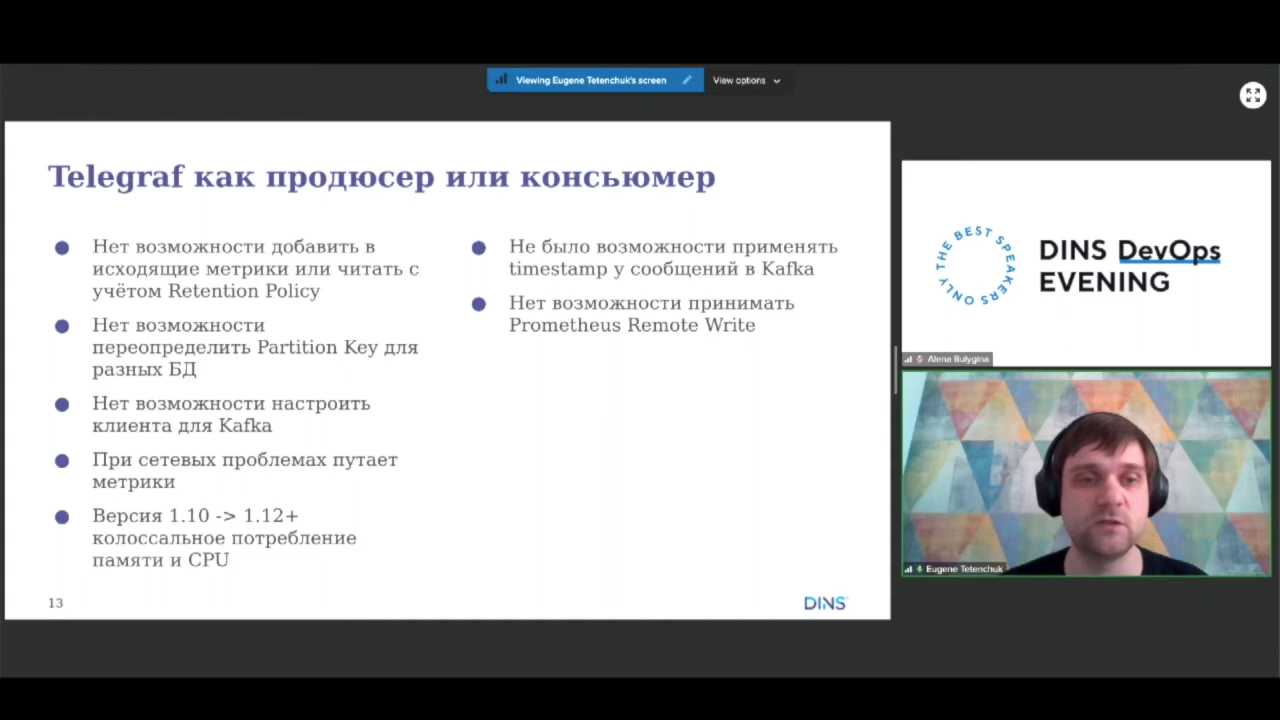 Viewing Eugene Tetenchuk's screen
View options
Telegraf как продюсер или консьюмер
Нет возможности добавить в
исходящие метрики или читать с
учётом Retention Policy
Нет возможности
переопределить Partition Key для
разных БД
Нет возможности настроить
клиента для Kafka
При сетевых проблемах путает
метрики
Версия 1.10 -> 1.12+
колоссальное потребление
памяти и CPU
Не было возможности применять
timestamp у сообщений в Kafka
Нет возможности принимать
Prometheus Remote Write
13
DINS
THE BEST SPEAKERS ONLY
DINS DevOps
EVENING
Alena Bulygina
Eugene Tetenchuk